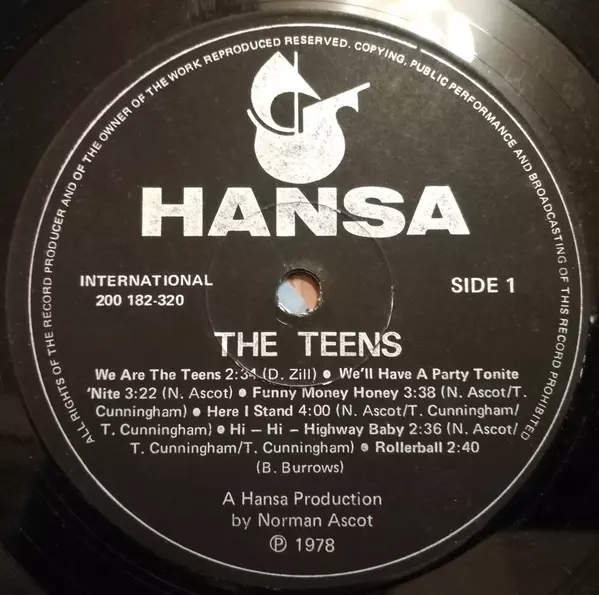 ALL RIGHTS OF THE RECORD PRODUCER AND OF THE OWNER OF THE WORK REPRODUCED RESERVED. COPYING, PUBLIC PERFORMANCE AND BROADCASTING OF THIS RECORD PROHIBITED
HANSA
INTERNATIONAL
200 182-320
SIDE 1
THE TEENS
We Are The Teens 2:34 (D. Zill) ● We'll Have A Party Tonite
'Nite 3:22 (N. Ascot) ● Funny Money Honey 3:38 (N. Ascot/T.
Cunningham) ● Here I Stand 4:00 (N. Ascot/T. Cunningham/
T. Cunningham) ● Hi – Hi – Highway Baby 2:36 (N. Ascot/
T. Cunningham/T. Cunningham) ● Rollerball 2:40
(B. Burrows)
A Hansa Production
by Norman Ascot
℗ 1978